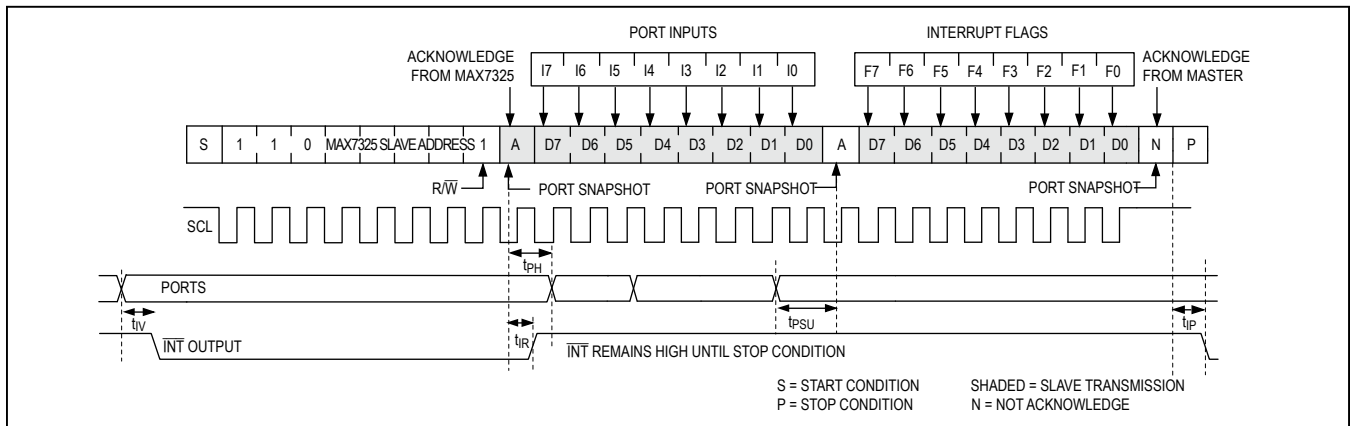 PORT INPUTS INTERRUPT FLAGS
ACKNOWLEDGE FROM MAX7325 I7 I6 I5 I4 I3 I2 I1 I0 F7 F6 F5 F4 F3 F2 F1 F0 ACKNOWLEDGE FROM MASTER
S 1 1 0 MAX7325 SLAVE ADDRESS 1 A D7 D6 D5 D4 D3 D2 D1 D0 A D7 D6 D5 D4 D3 D2 D1 D0 N P
R/W̅ PORT SNAPSHOT PORT SNAPSHOT PORT SNAPSHOT
SCL
tPH
PORTS
tIV tIR tPSU tIP
I̅N̅T̅ OUTPUT I̅N̅T̅ REMAINS HIGH UNTIL STOP CONDITION
S = START CONDITION SHADED = SLAVE TRANSMISSION
P = STOP CONDITION N = NOT ACKNOWLEDGE